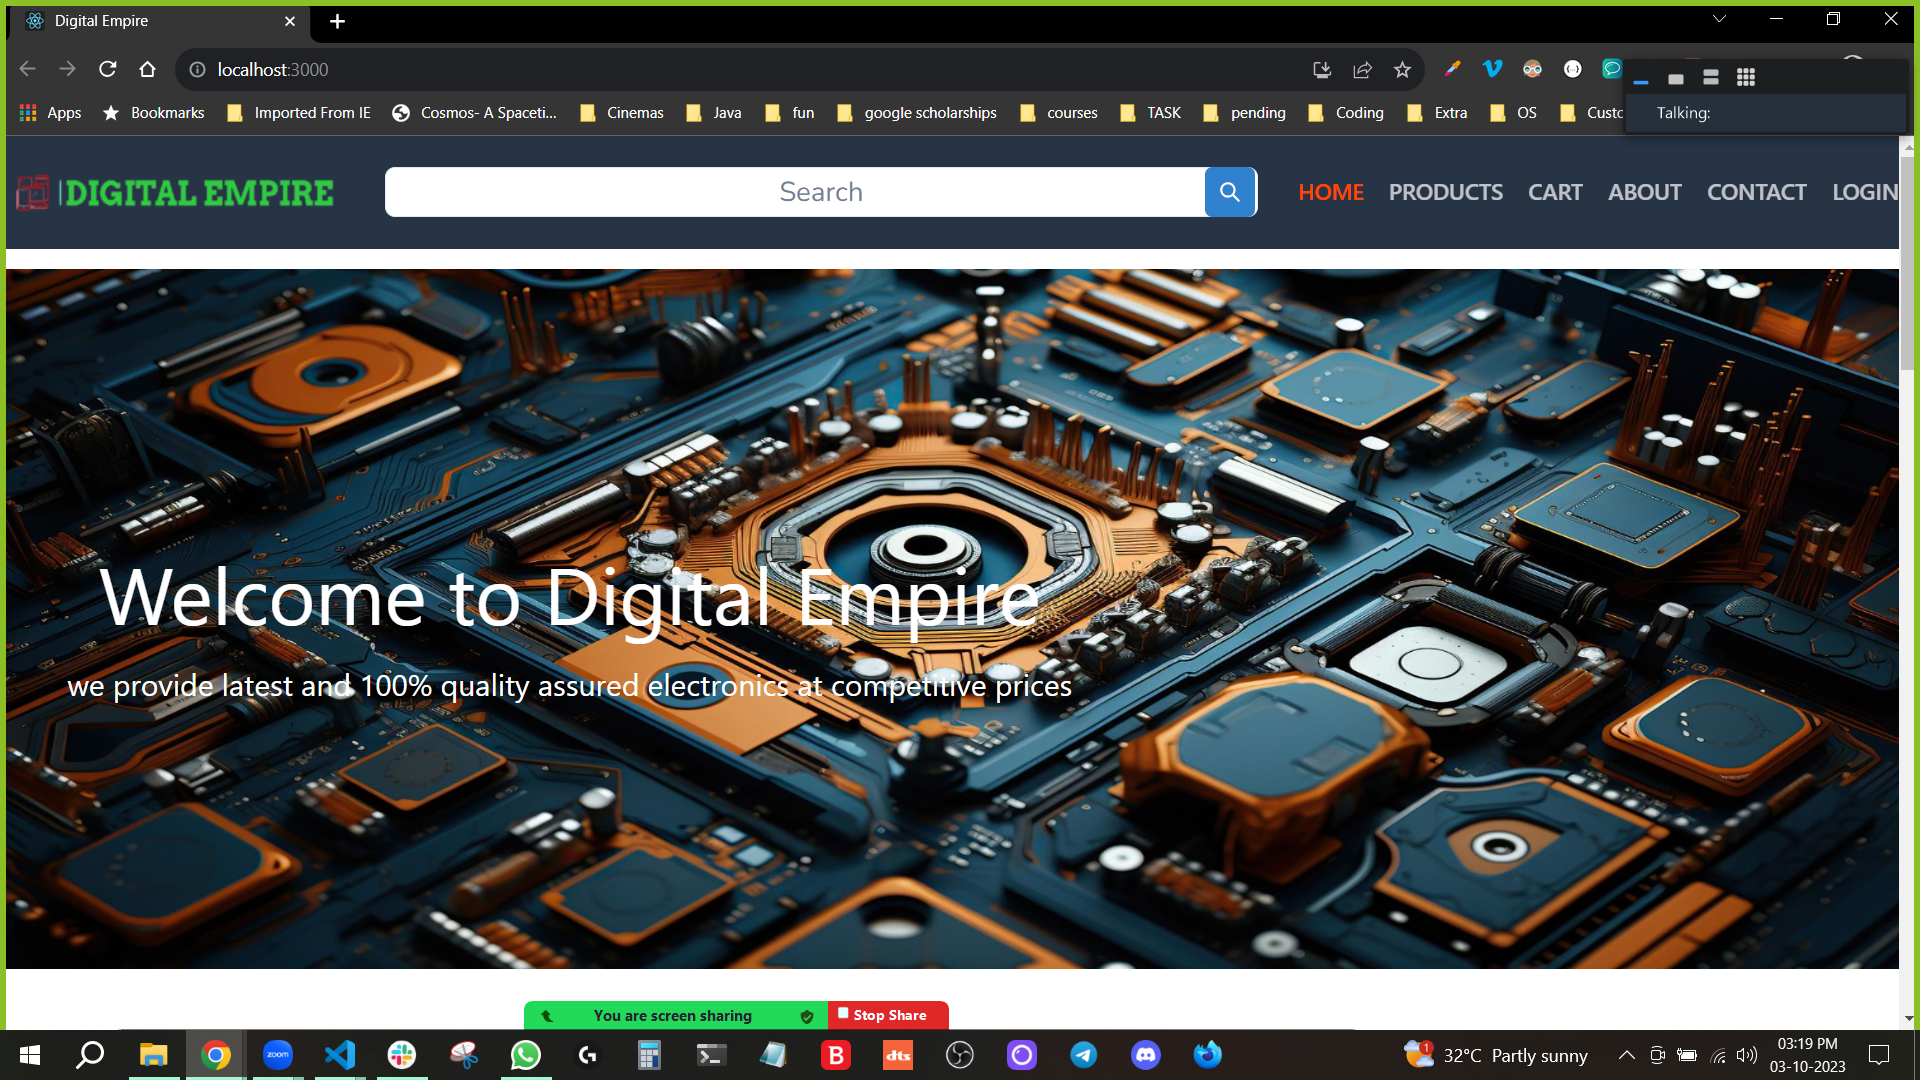 Digital Empire
localhost:3000
Apps Bookmarks Imported From IE Cosmos- A Spaceti... Cinemas Java fun google scholarships courses TASK pending Coding Extra OS Custo
Talking:
DIGITAL EMPIRE
Search
HOME PRODUCTS CART ABOUT CONTACT LOGIN
Welcome to Digital Empire
we provide latest and 100% quality assured electronics at competitive prices
You are screen sharing Stop Share
zoom
B
dts
1
32°C Partly sunny
03:19 PM
03-10-2023